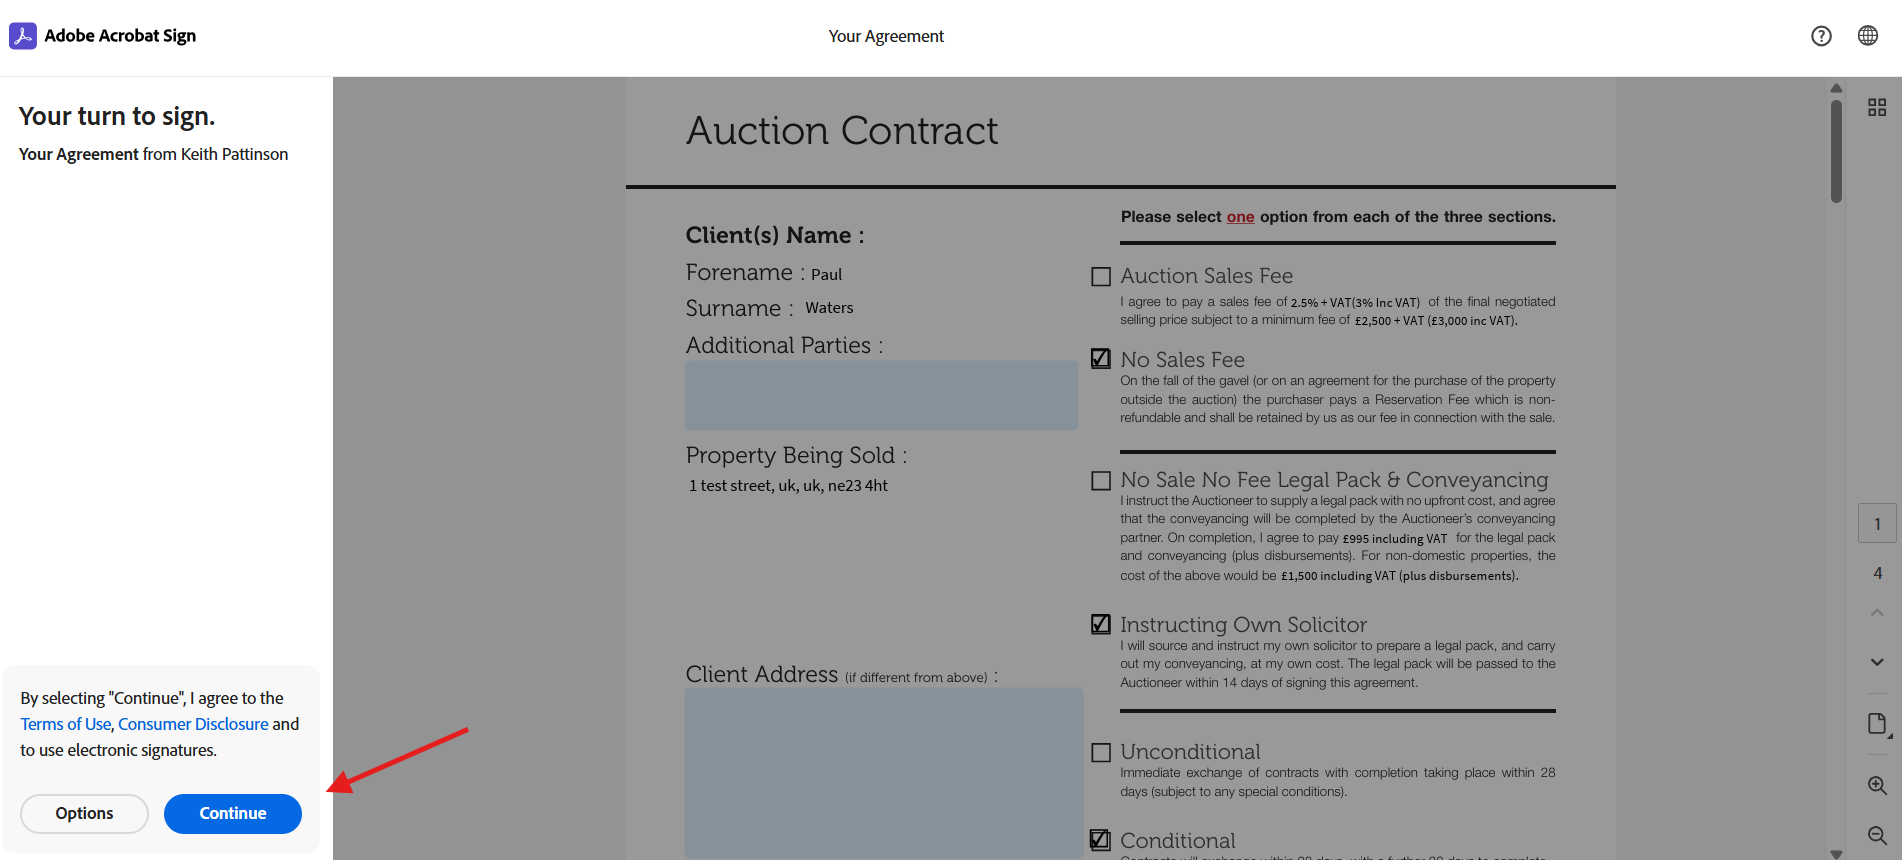 Adobe Acrobat Sign
Your Agreement
Your turn to sign.
Your Agreement from Keith Pattinson
By selecting "Continue", I agree to the
Terms of Use, Consumer Disclosure and
to use electronic signatures.
Options
Continue
Auction Contract
Client(s) Name :
Forename : Paul
Surname : Waters
Additional Parties :
Property Being Sold :
1 test street, uk, uk, ne23 4ht
Client Address (if different from above) :
Please select one option from each of the three sections.
Auction Sales Fee
I agree to pay a sales fee of 2.5% + VAT(3% Inc VAT) of the final negotiated
selling price subject to a minimum fee of £2,500 + VAT (£3,000 inc VAT).
No Sales Fee
On the fall of the gavel (or on an agreement for the purchase of the property
outside the auction) the purchaser pays a Reservation Fee which is non-
refundable and shall be retained by us as our fee in connection with the sale.
No Sale No Fee Legal Pack & Conveyancing
I instruct the Auctioneer to supply a legal pack with no upfront cost, and agree
that the conveyancing will be completed by the Auctioneer's conveyancing
partner. On completion, I agree to pay £995 including VAT for the legal pack
and conveyancing (plus disbursements). For non-domestic properties, the
cost of the above would be £1,500 including VAT (plus disbursements).
Instructing Own Solicitor
I will source and instruct my own solicitor to prepare a legal pack, and carry
out my conveyancing, at my own cost. The legal pack will be passed to the
Auctioneer within 14 days of signing this agreement.
Unconditional
Immediate exchange of contracts with completion taking place within 28
days (subject to any special conditions).
Conditional
1
4